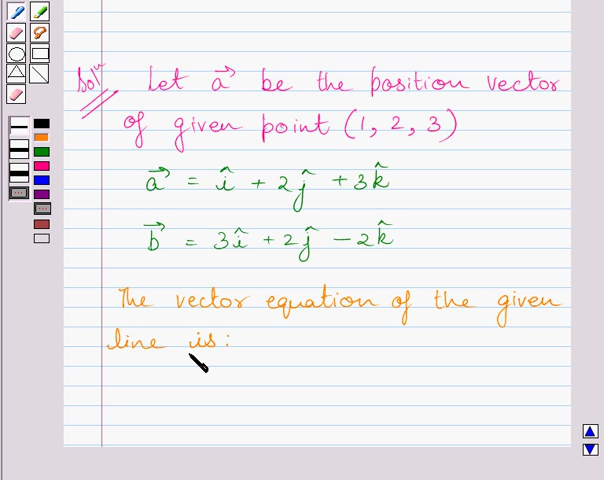 Solⁿ. Let a⃗ be the position vector
of given point (1, 2, 3)
a⃗ = î + 2ĵ + 3k̂
b⃗ = 3î + 2ĵ − 2k̂
The vector equation of the given
line is: